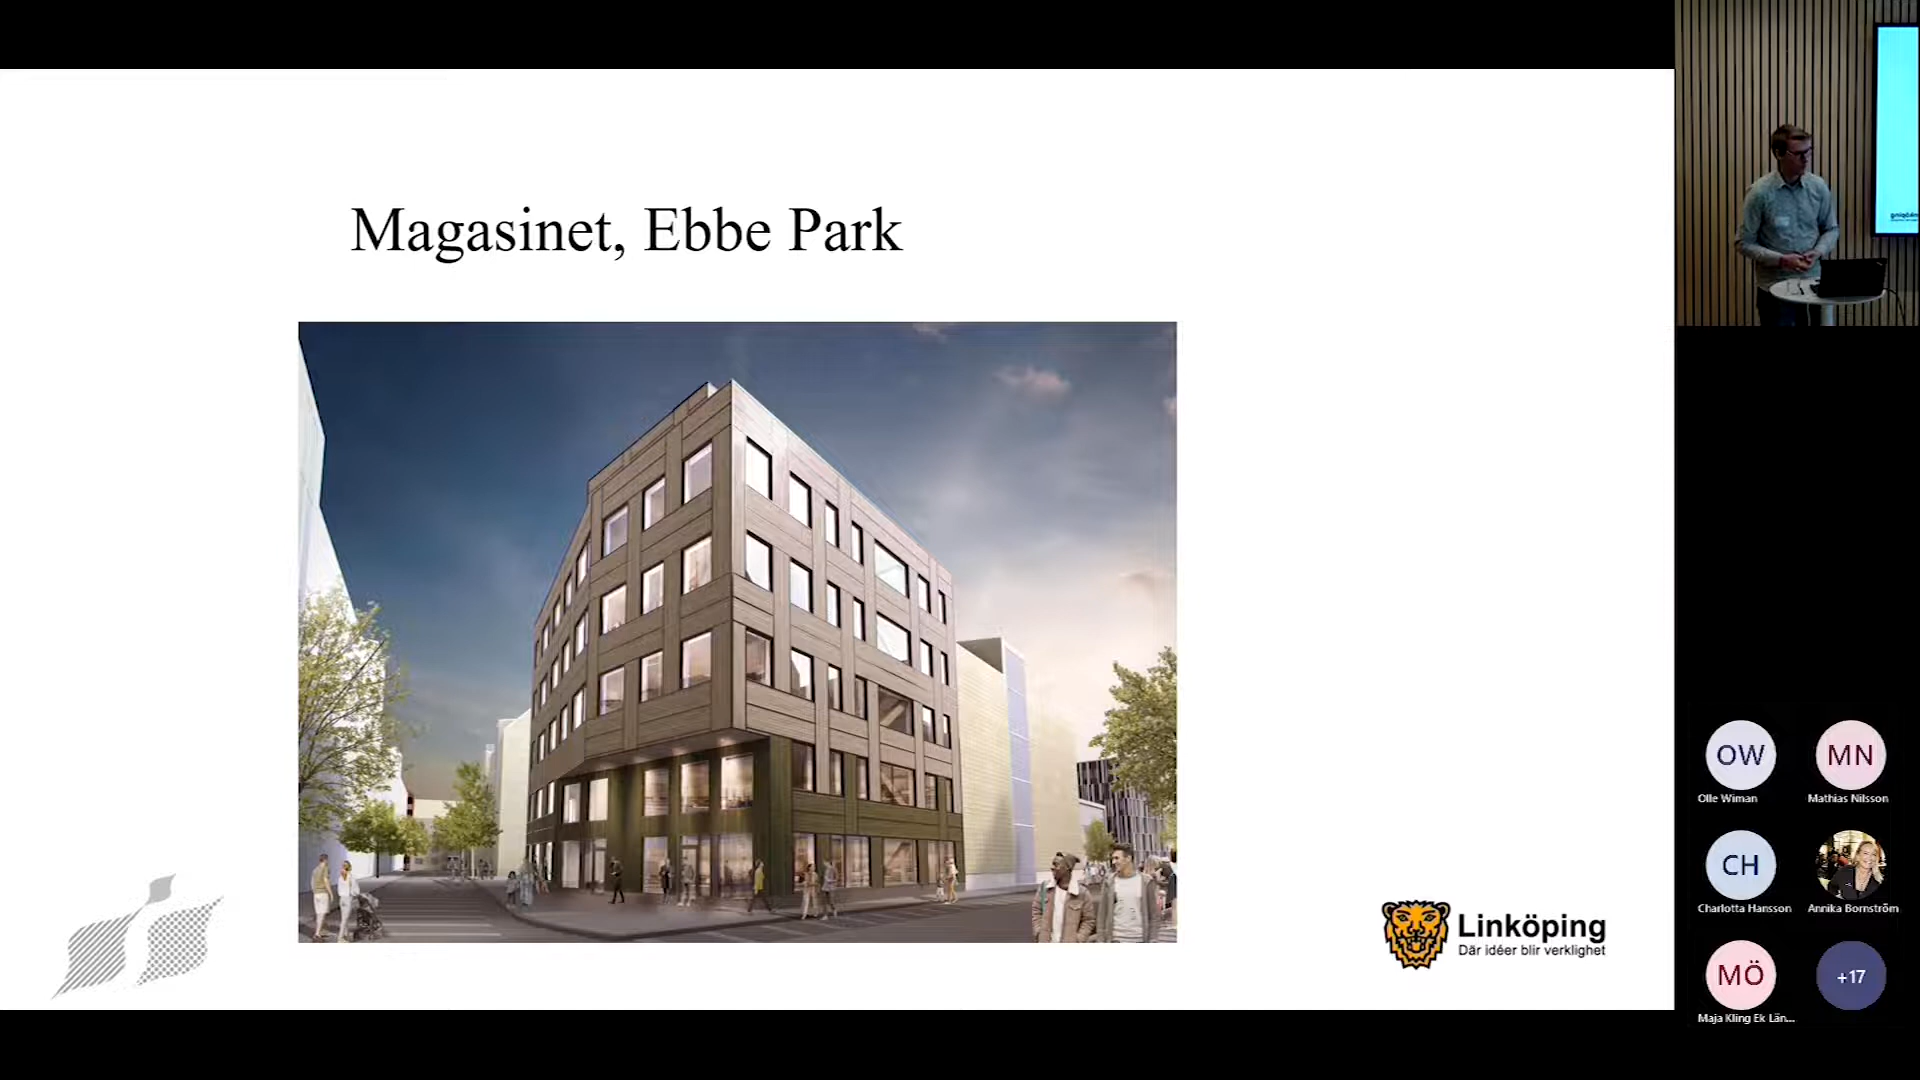 Magasinet, Ebbe Park
Linköping
Där idéer blir verklighet
OW
Olle Wiman
MN
Mathias Nilsson
CH
Charlotta Hansson
Annika Bornström
MÖ
Maja Kling Ek Län...
+17